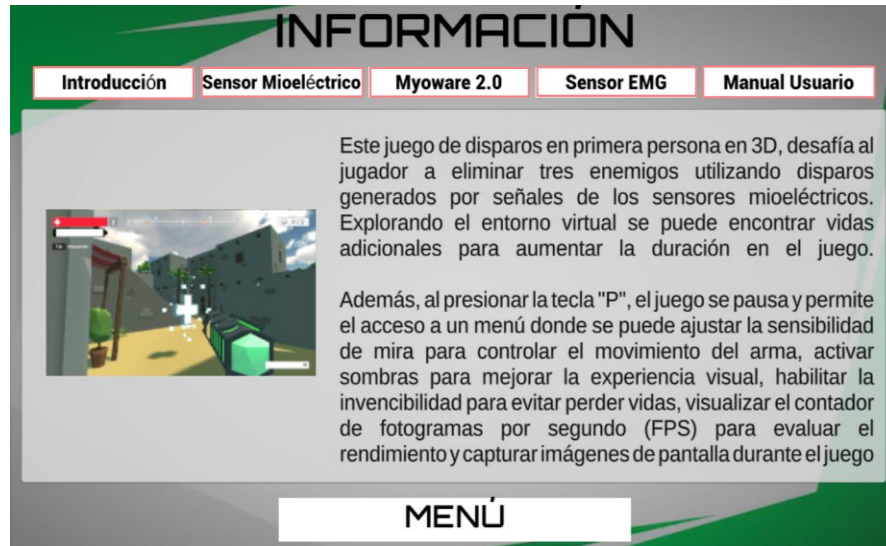 INFORMACIÓN
Introducción
Sensor Mioeléctrico
Myoware 2.0
Sensor EMG
Manual Usuario
Este juego de disparos en primera persona en 3D, desafía al
jugador a eliminar tres enemigos utilizando disparos
generados por señales de los sensores mioeléctricos.
Explorando el entorno virtual se puede encontrar vidas
adicionales para aumentar la duración en el juego.
Además, al presionar la tecla "P", el juego se pausa y permite
el acceso a un menú donde se puede ajustar la sensibilidad
de mira para controlar el movimiento del arma, activar
sombras para mejorar la experiencia visual, habilitar la
invencibilidad para evitar perder vidas, visualizar el contador
de fotogramas por segundo (FPS) para evaluar el
rendimiento y capturar imágenes de pantalla durante el juego
MENÚ